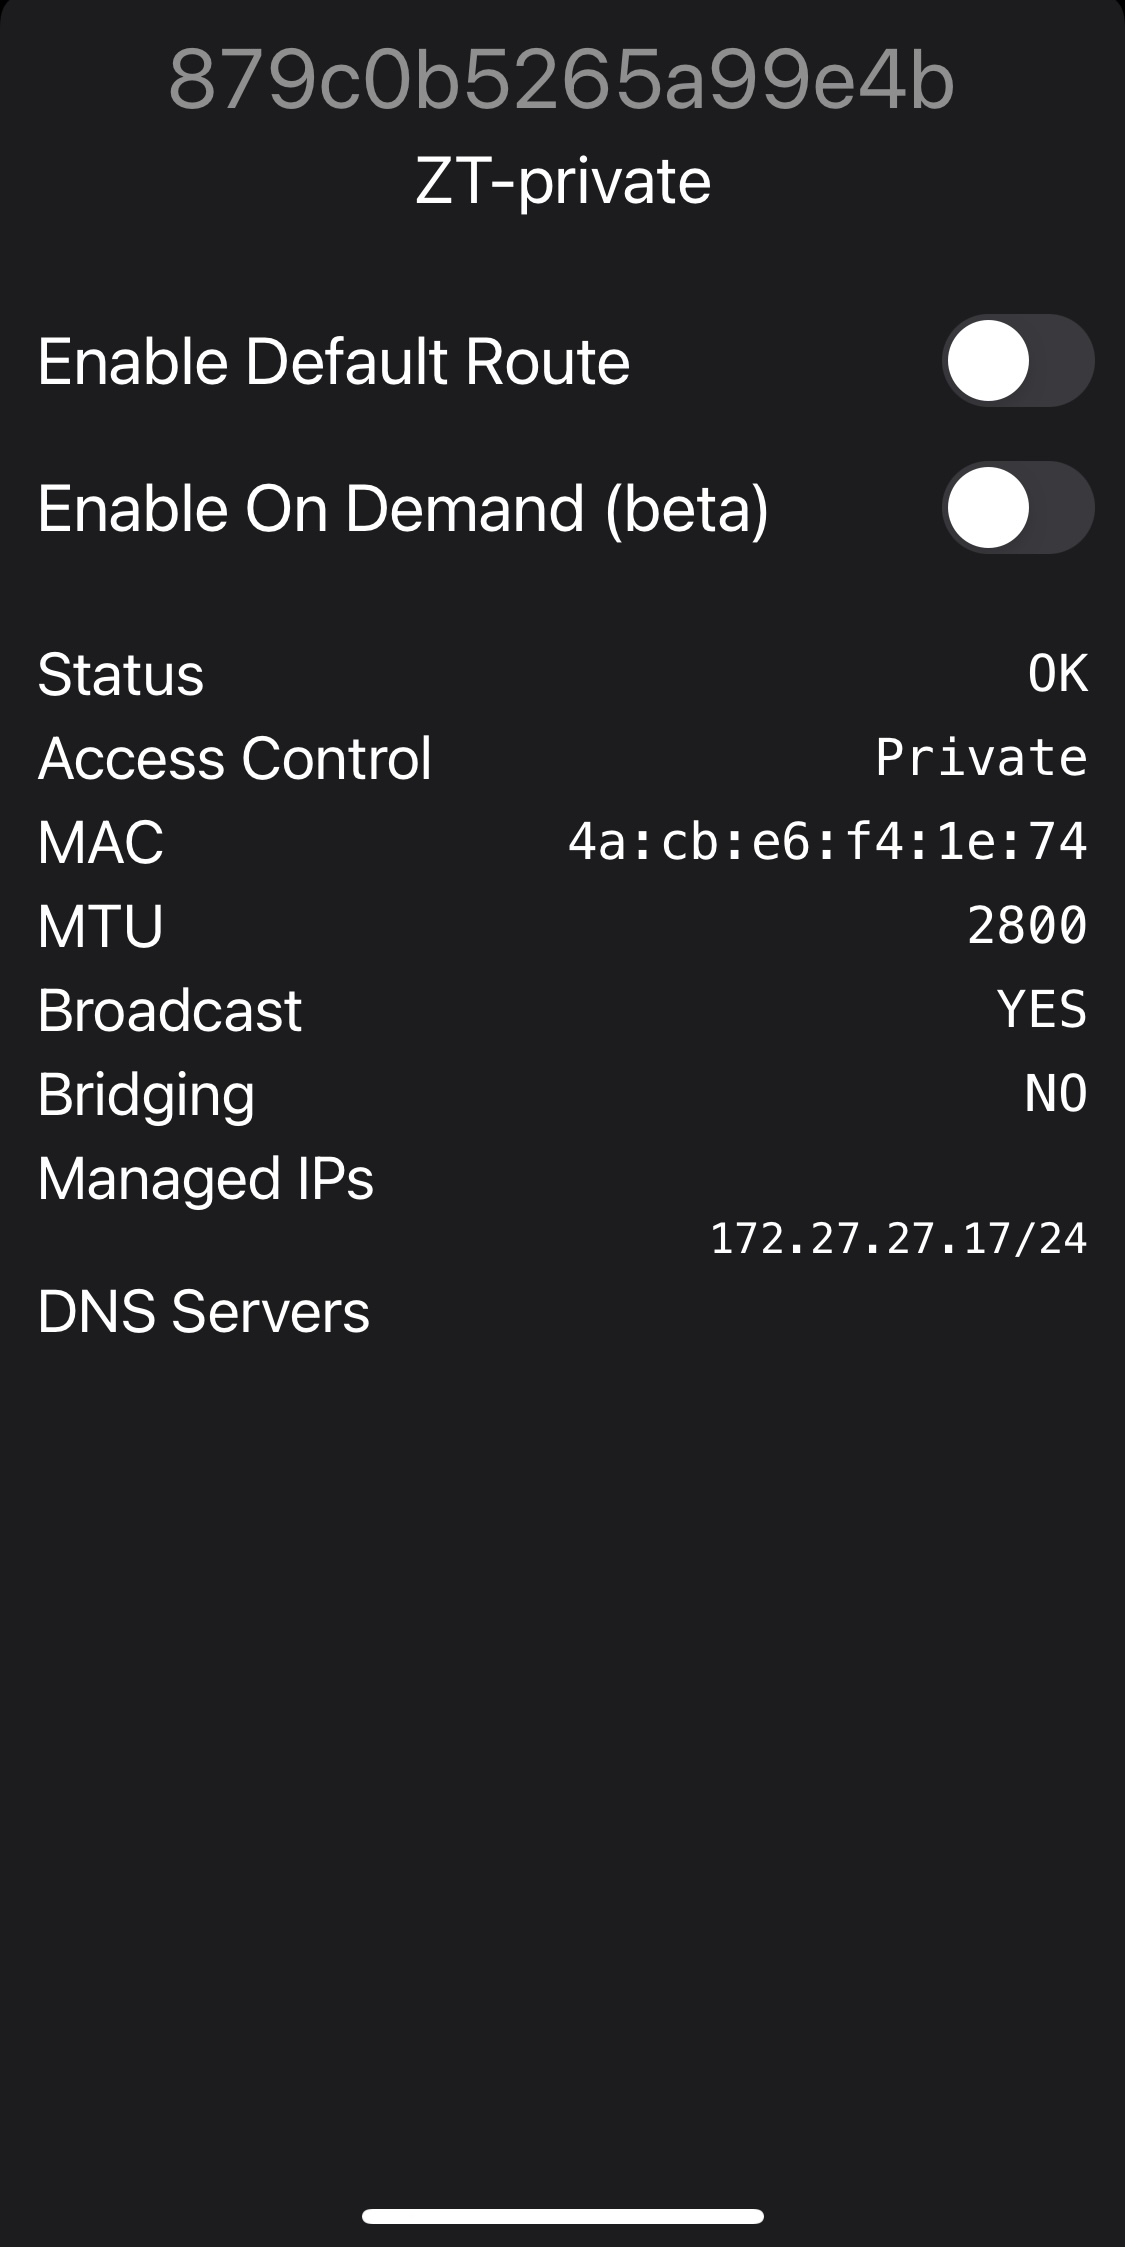 879c0b5265a99e4b
ZT-private
Enable Default Route
Enable On Demand (beta)
Status OK
Access Control Private
MAC 4a:cb:e6:f4:1e:74
MTU 2800
Broadcast YES
Bridging NO
Managed IPs
172.27.27.17/24
DNS Servers